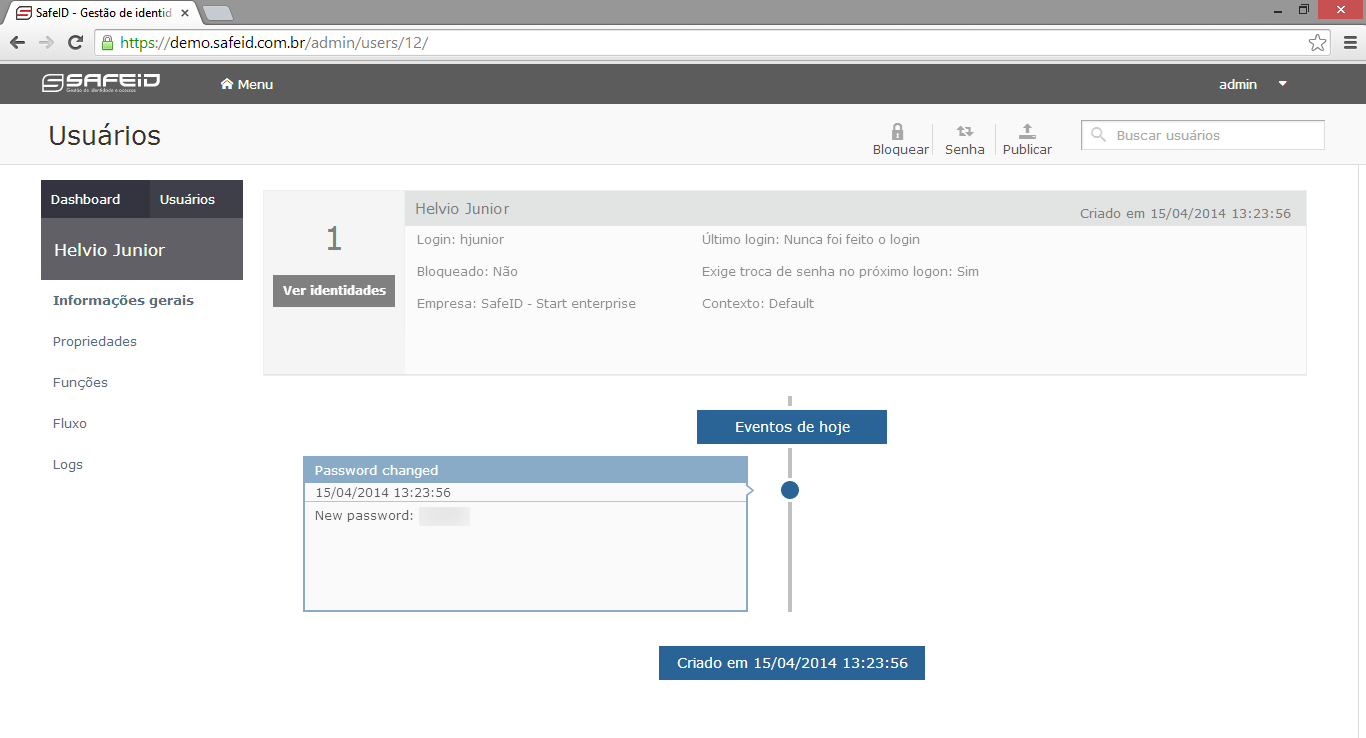 SafeID - Gestão de identid
https://demo.safeid.com.br/admin/users/12/
SAFEiD
Gestão de identidade e acessos
Menu
admin
Usuários
Bloquear
Senha
Publicar
Buscar usuários
Dashboard
Usuários
Helvio Junior
Informações gerais
Propriedades
Funções
Fluxo
Logs
1
Ver identidades
Helvio Junior
Criado em 15/04/2014 13:23:56
Login: hjunior
Último login: Nunca foi feito o login
Bloqueado: Não
Exige troca de senha no próximo logon: Sim
Empresa: SafeID - Start enterprise
Contexto: Default
Eventos de hoje
Password changed
15/04/2014 13:23:56
New password:
Criado em 15/04/2014 13:23:56